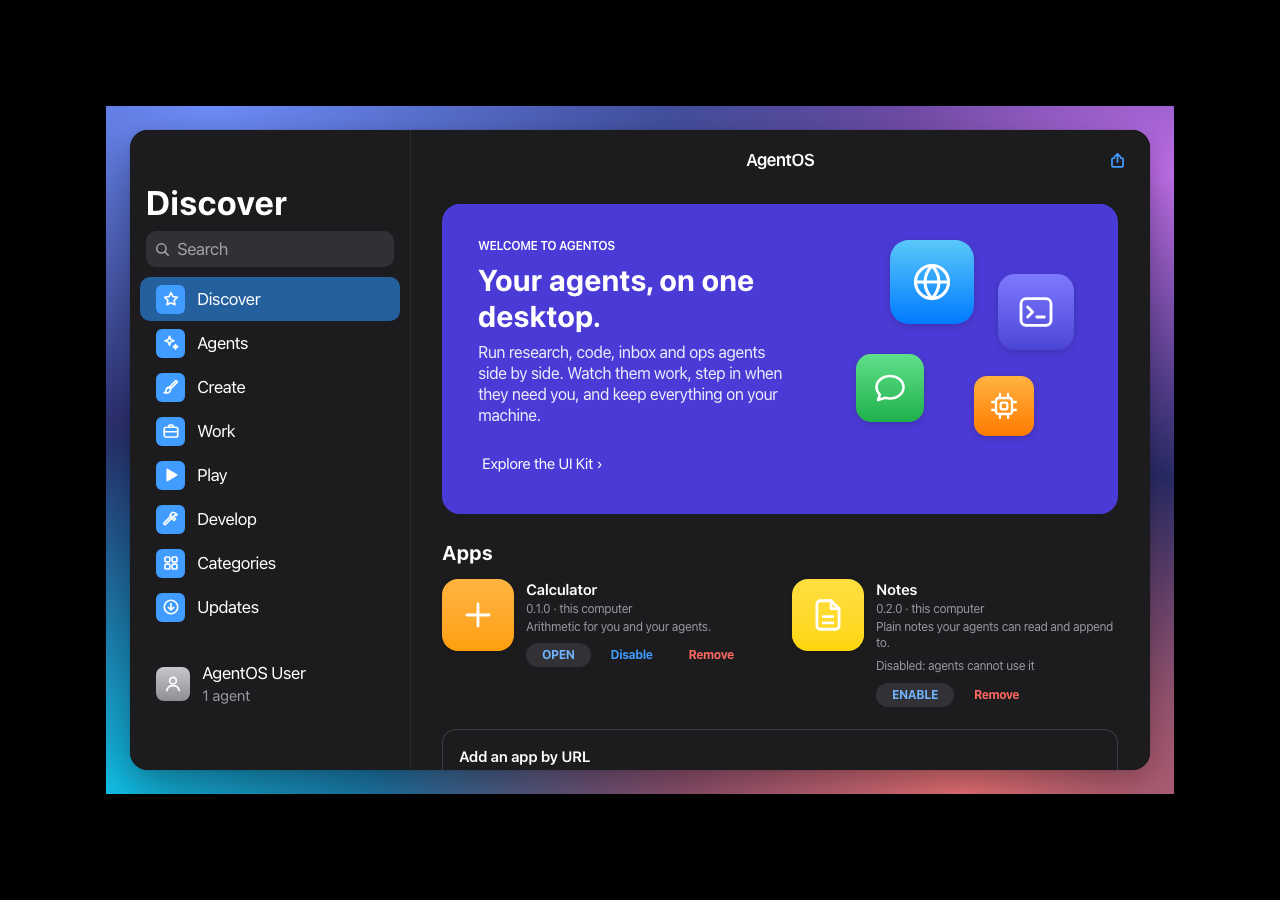 AgentOS
Discover
Search
Discover
Agents
Create
Work
Play
Develop
Categories
Updates
AgentOS User
1 agent
WELCOME TO AGENTOS
Your agents, on one
desktop.
Run research, code, inbox and ops agents
side by side. Watch them work, step in when
they need you, and keep everything on your
machine.
Explore the UI Kit ›
Apps
Calculator
0.1.0 · this computer
Arithmetic for you and your agents.
OPEN Disable Remove
Notes
0.2.0 · this computer
Plain notes your agents can read and append
to.
Disabled: agents cannot use it
ENABLE Remove
Add an app by URL